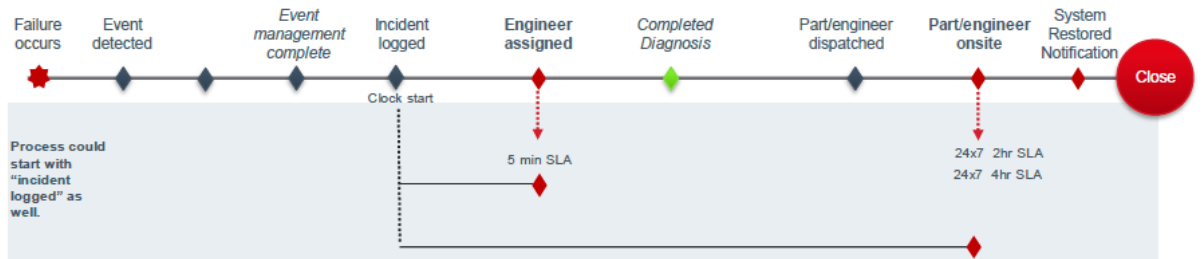 Failure
occurs
Event
detected
Event
management
complete
Incident
logged
Engineer
assigned
Completed
Diagnosis
Part/engineer
dispatched
Part/engineer
onsite
System
Restored
Notification
Close
Clock start
Process could
start with
“incident
logged” as
well.
5 min SLA
24x7 2hr SLA
24x7 4hr SLA